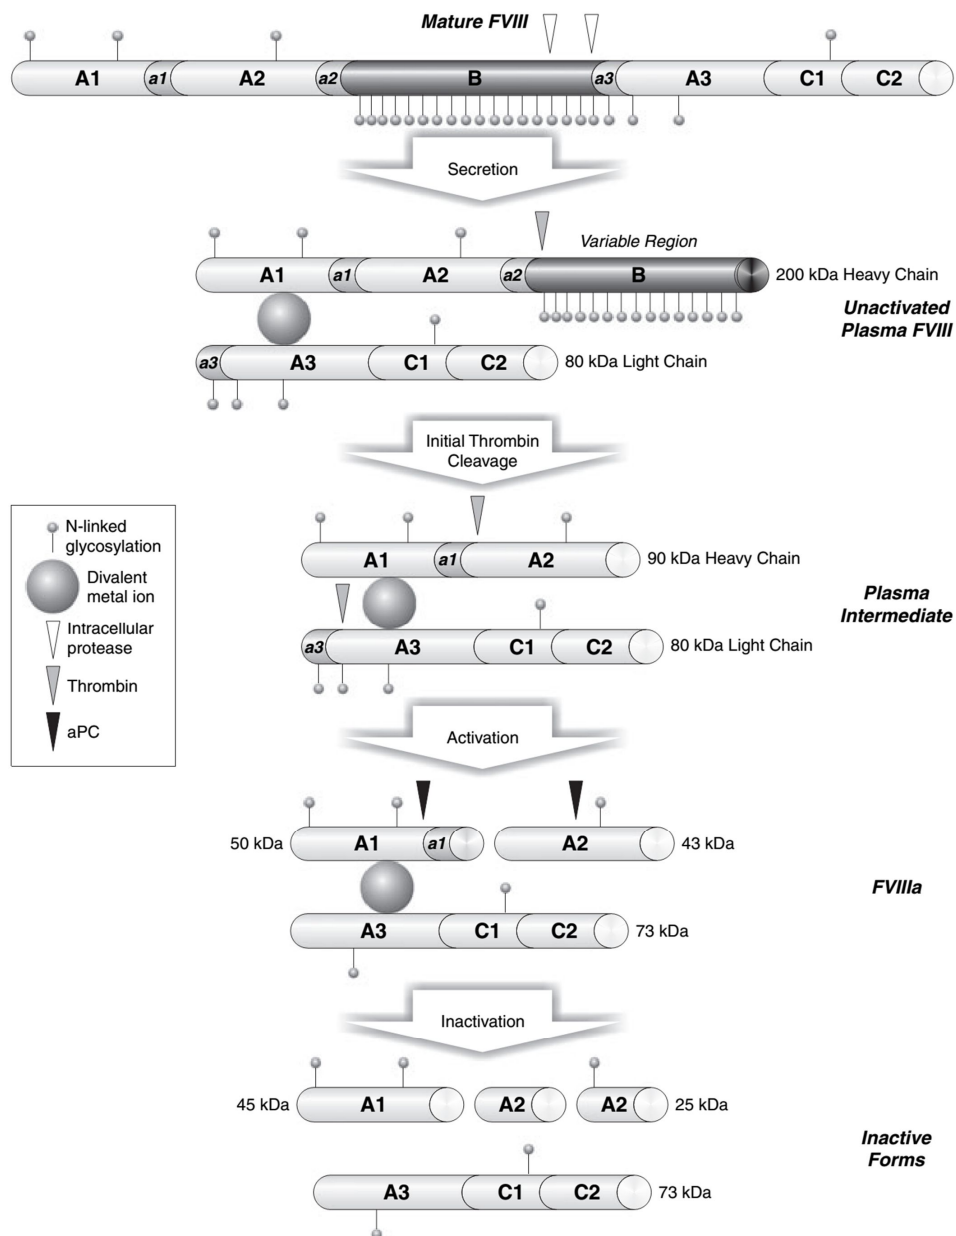 Mature FVIII
A1 a1 A2 a2 B a3 A3 C1 C2
Secretion
Variable Region
A1 a1 A2 a2 B 200 kDa Heavy Chain
Unactivated
Plasma FVIII
a3 A3 C1 C2 80 kDa Light Chain
Initial Thrombin
Cleavage
N-linked
glycosylation
Divalent
metal ion
Intracellular
protease
Thrombin
aPC
A1 a1 A2 90 kDa Heavy Chain
Plasma
Intermediate
a3 A3 C1 C2 80 kDa Light Chain
Activation
50 kDa A1 a1 A2 43 kDa
FVIIIa
A3 C1 C2 73 kDa
Inactivation
45 kDa A1 A2 A2 25 kDa
Inactive
Forms
A3 C1 C2 73 kDa